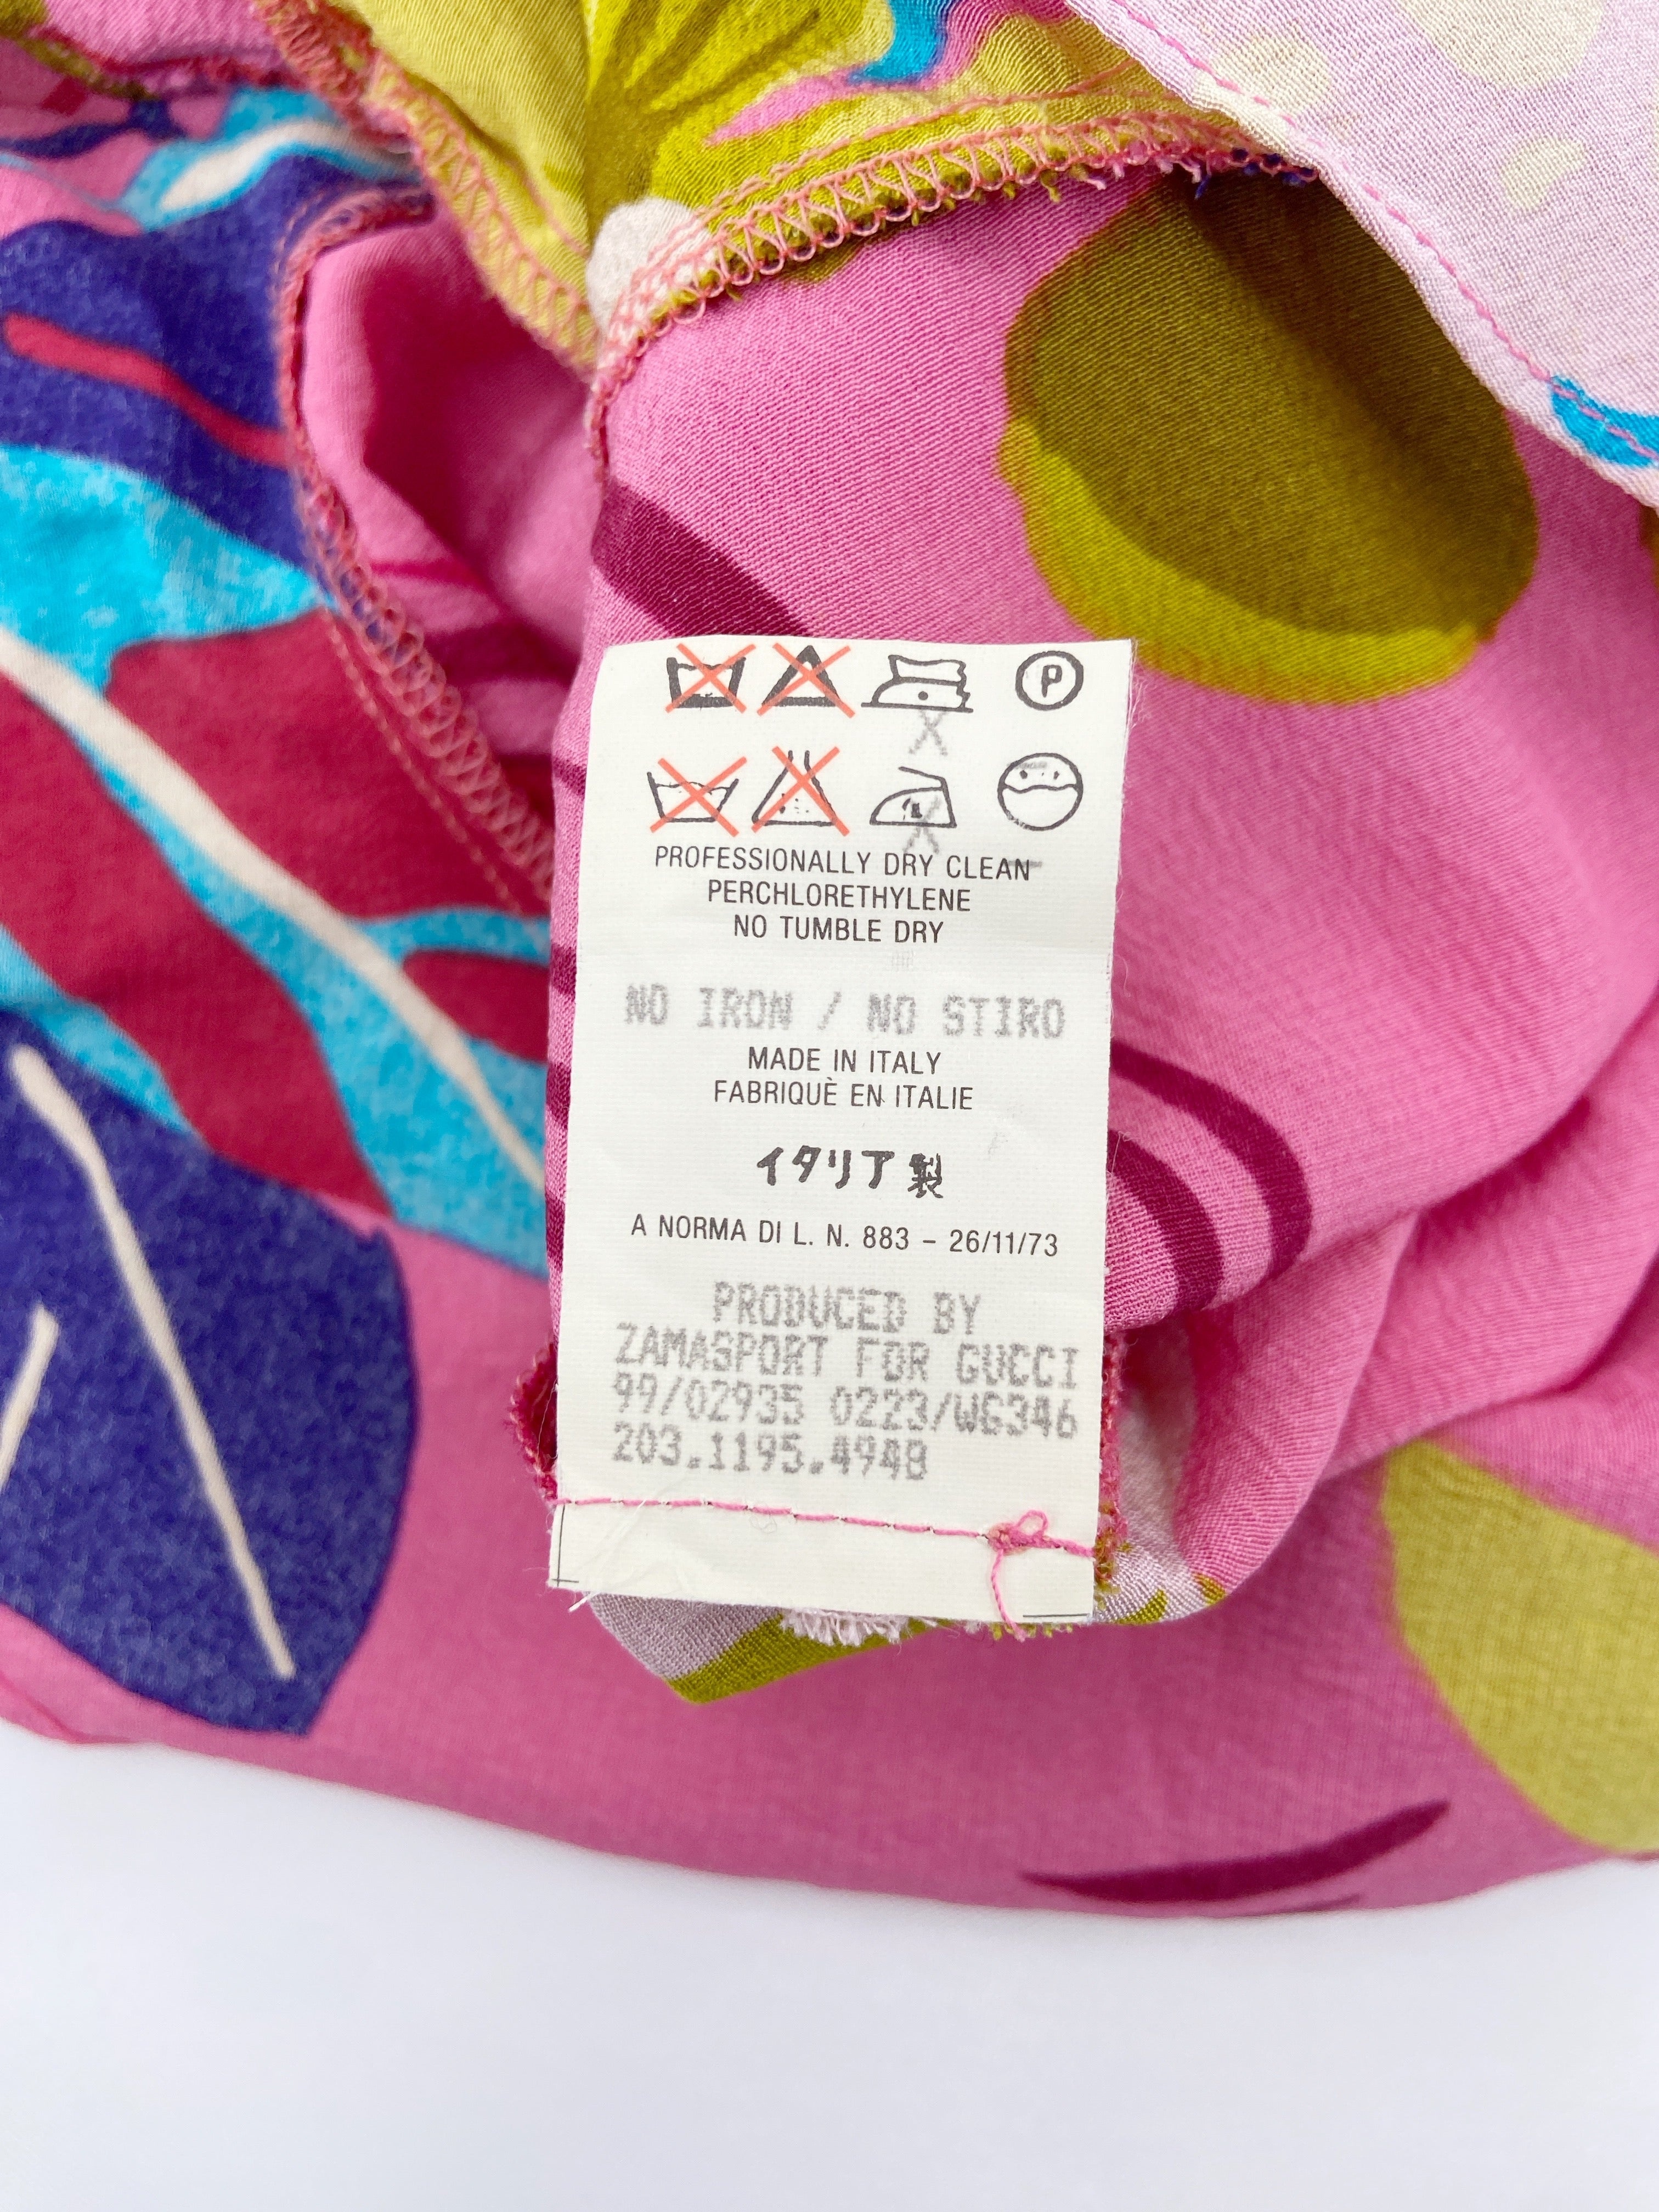 P
X
X
PROFESSIONALLY DRY CLEAN
PERCHLORETHYLENE
NO TUMBLE DRY
NO IRON / NO STIRO
MADE IN ITALY
FABRIQUÈ EN ITALIE
イタリア製
A NORMA DI L. N. 883 – 26/11/73
PRODUCED BY
ZAMASPORT FOR GUCCI
99/02935 0223/WG346
203.1195.4948